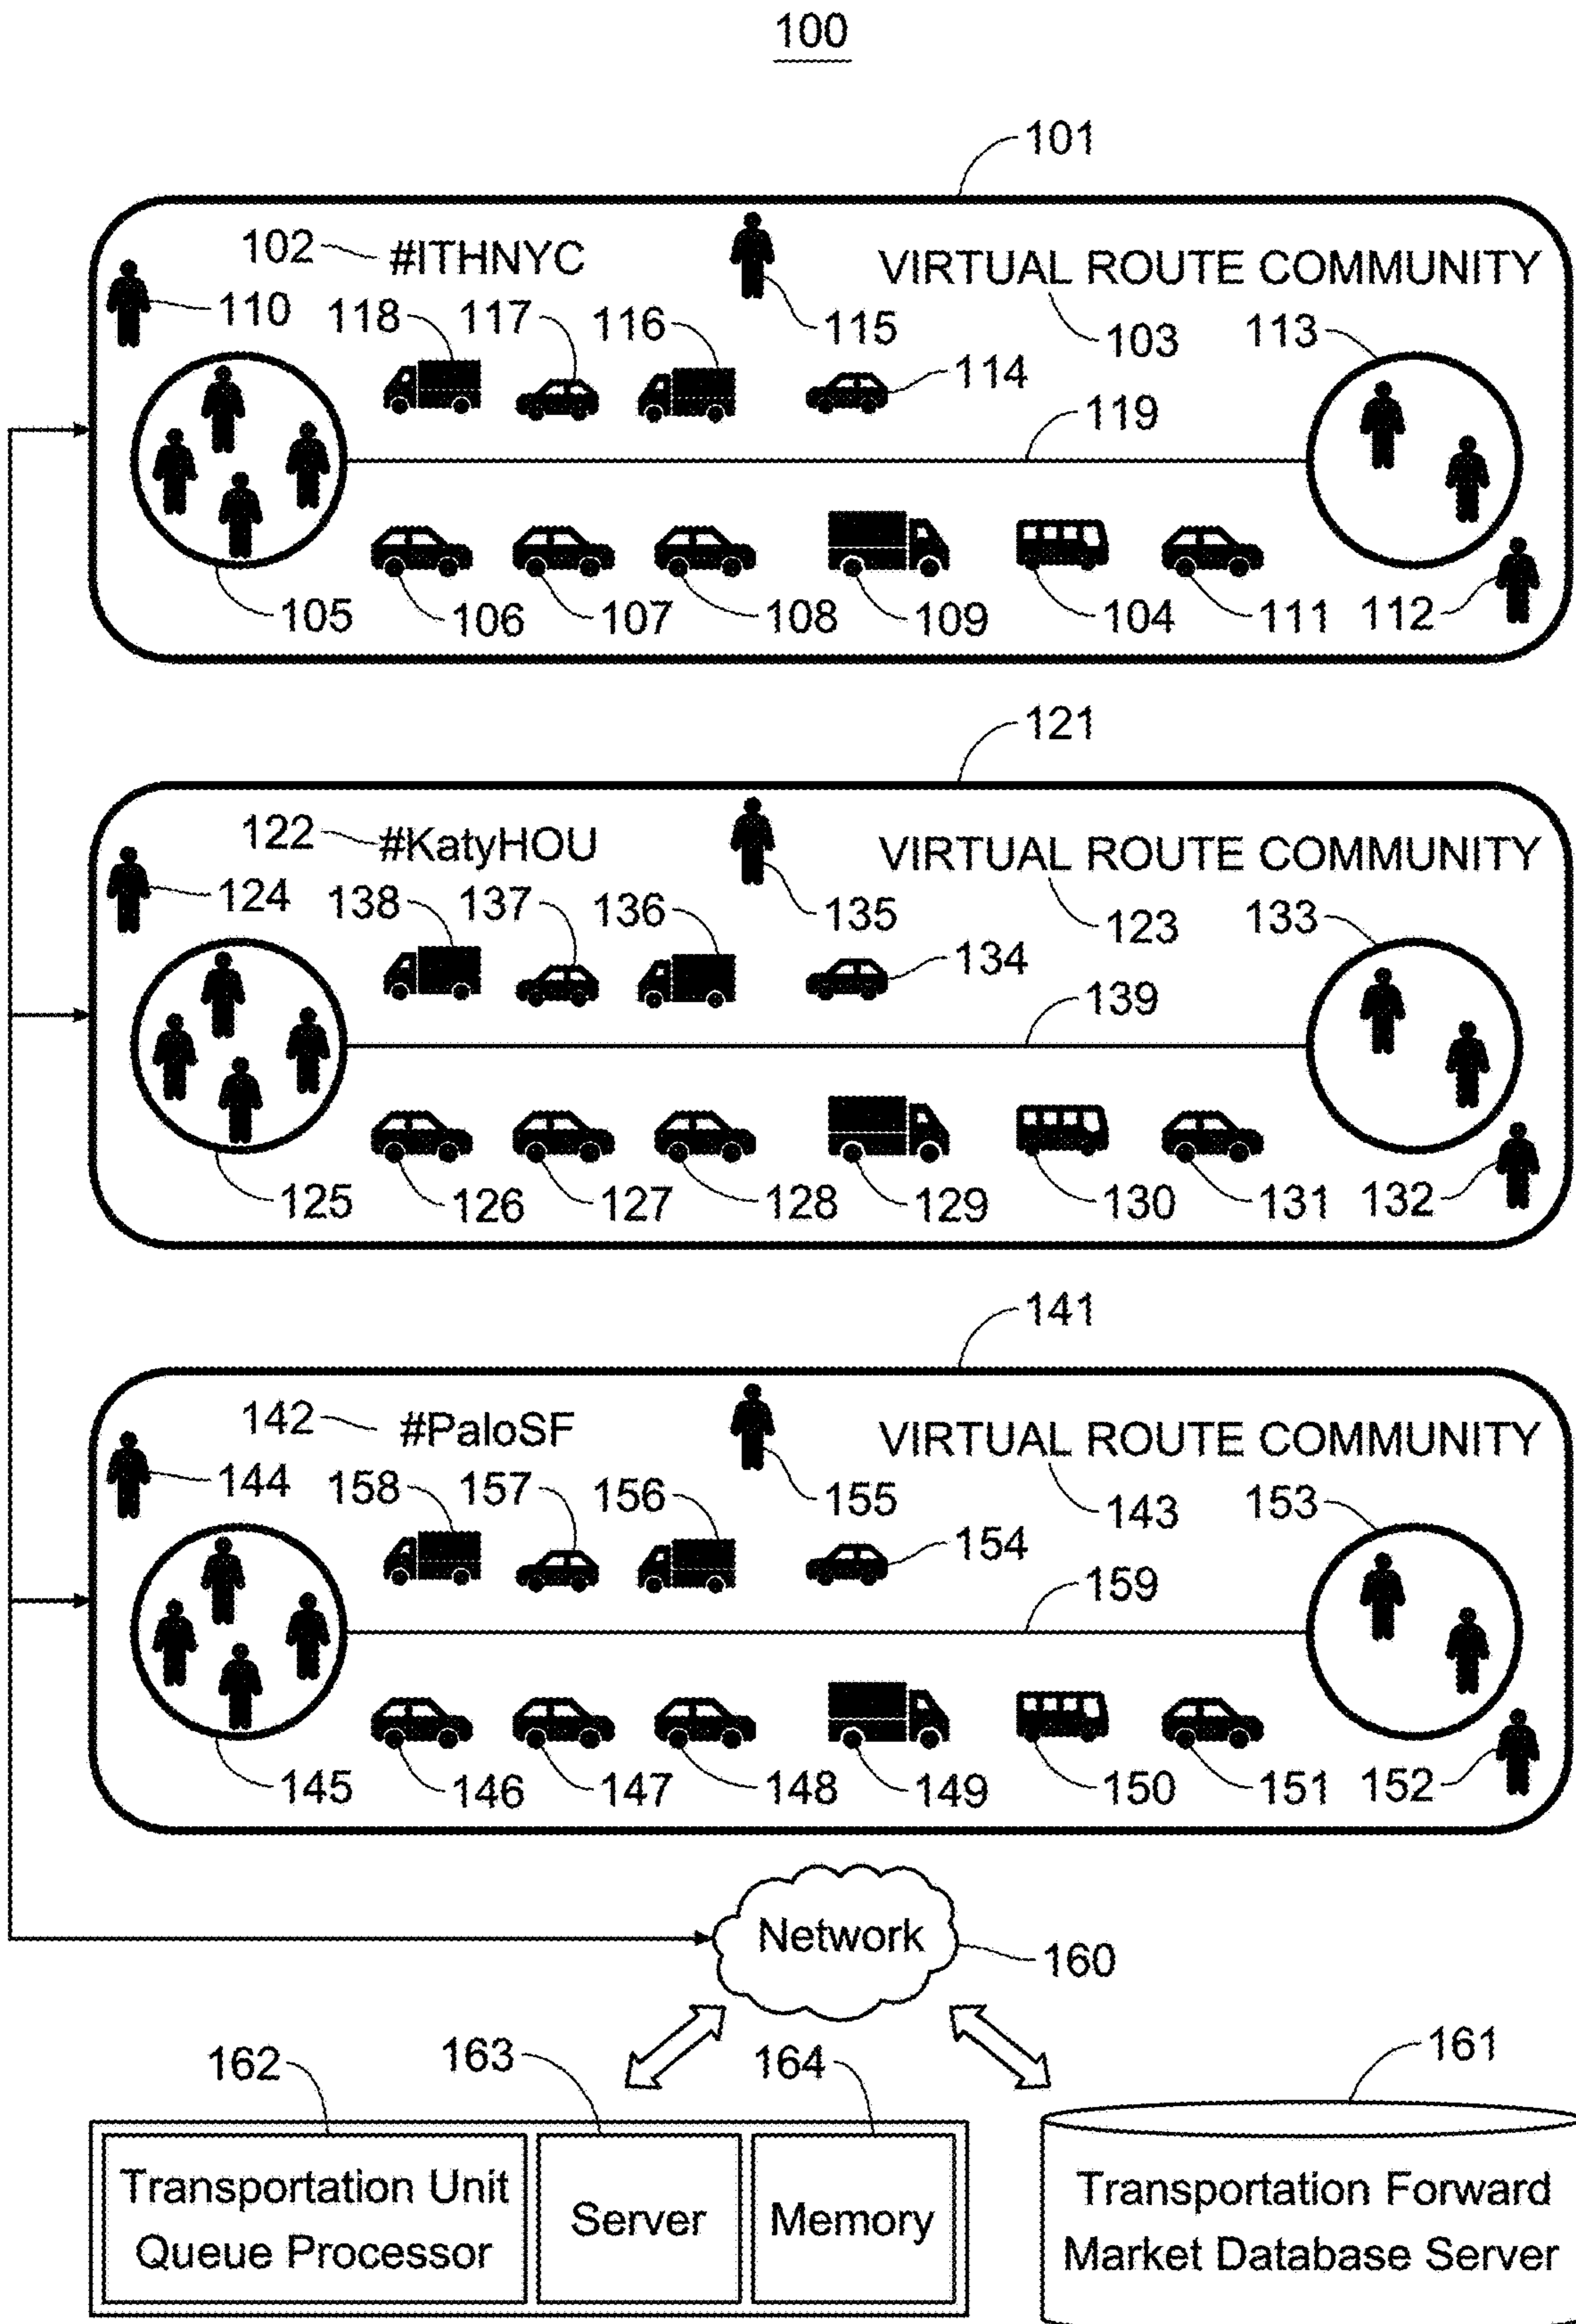 100
101
102 #ITHNYC VIRTUAL ROUTE COMMUNITY
110 118 117 116 115 103 113
114
119
105 106 107 108 109 104 111 112
121
122 #KatyHOU VIRTUAL ROUTE COMMUNITY
124 138 137 136 135 123 133
134
139
125 126 127 128 129 130 131 132
141
142 #PaloSF VIRTUAL ROUTE COMMUNITY
144 158 157 156 155 143 153
154
159
145 146 147 148 149 150 151 152
Network 160
162 163 164 161
Transportation Unit
Queue Processor
Server
Memory
Transportation Forward
Market Database Server